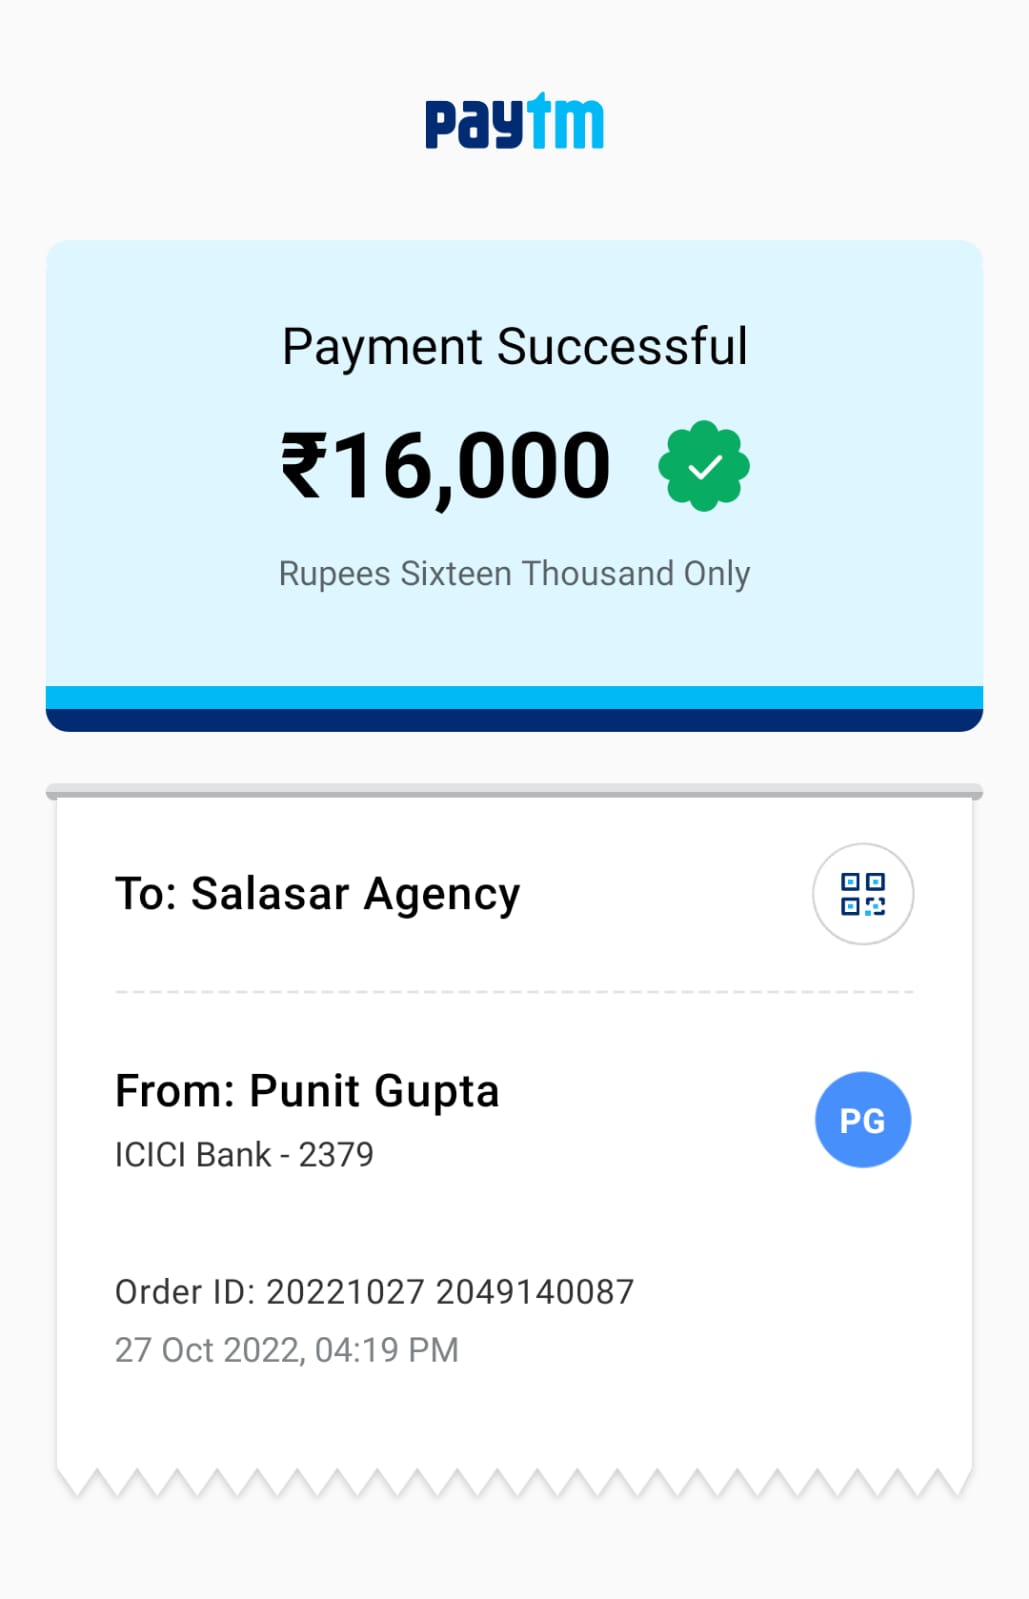 paytm
Payment Successful
₹16,000
Rupees Sixteen Thousand Only
To: Salasar Agency
From: Punit Gupta
ICICI Bank - 2379
PG
Order ID: 20221027 2049140087
27 Oct 2022, 04:19 PM